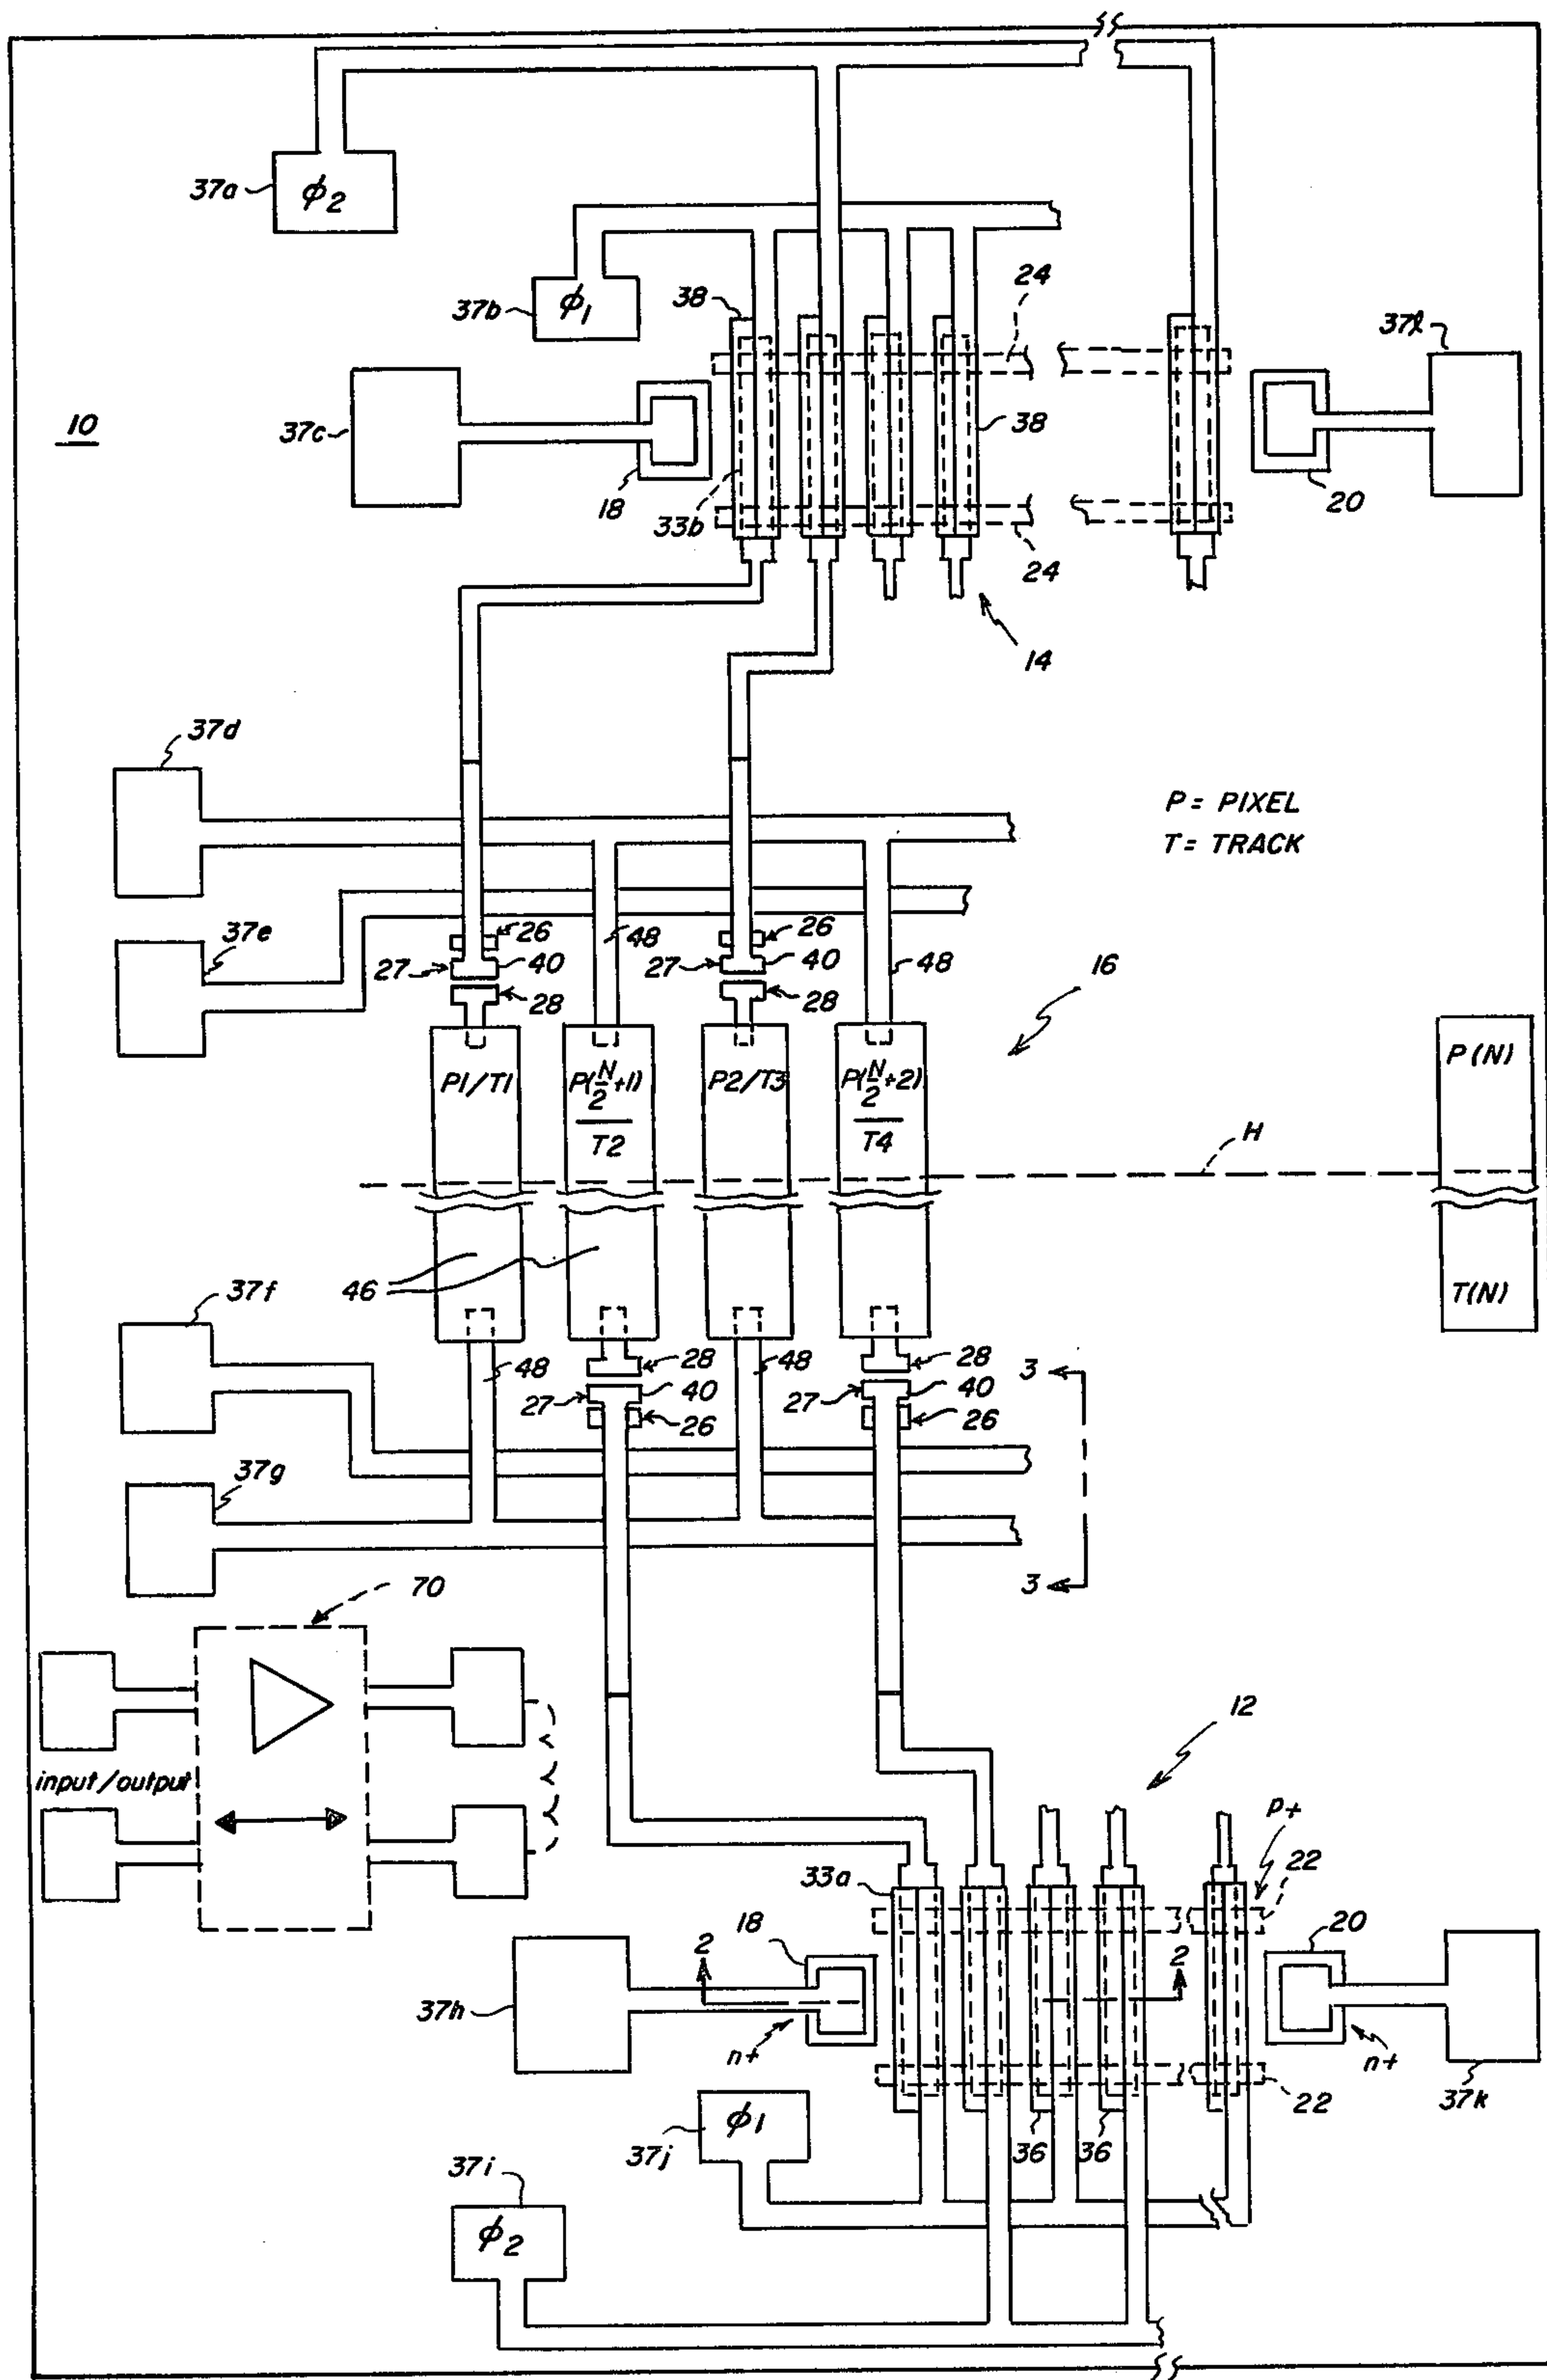 37a
ϕ2
37b
ϕ1
38
24
37l
10
37c
18
33b
38
20
24
14
37d
P = PIXEL
T = TRACK
37e
26
48
26
27
40
27
40
48
28
28
16
P1/T1
P(N/2+1)
T2
P2/T3
P(N/2+2)
T4
P(N)
H
46
T(N)
37f
48
28
48
28
3
27
40
27
40
26
26
37g
3
70
12
input/output
p+
33a
22
18
2
2
20
37h
n+
n+
37k
22
ϕ1
37j
36
36
37i
ϕ2